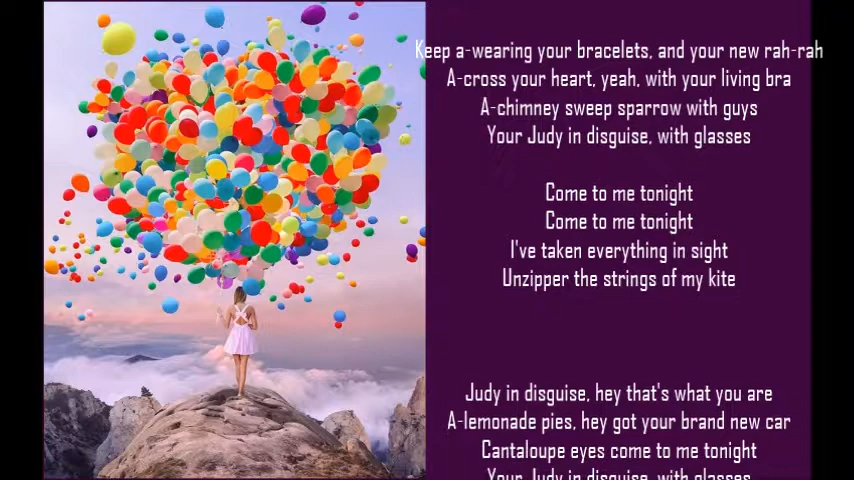 Keep a-wearing your bracelets, and your new rah-rah
A-cross your heart, yeah, with your living bra
A-chimney sweep sparrow with guys
Your Judy in disguise, with glasses
Come to me tonight
Come to me tonight
I've taken everything in sight
Unzipper the strings of my kite
Judy in disguise, hey that's what you are
A-lemonade pies, hey got your brand new car
Cantaloupe eyes come to me tonight
Your Judy in disguise, with glasses